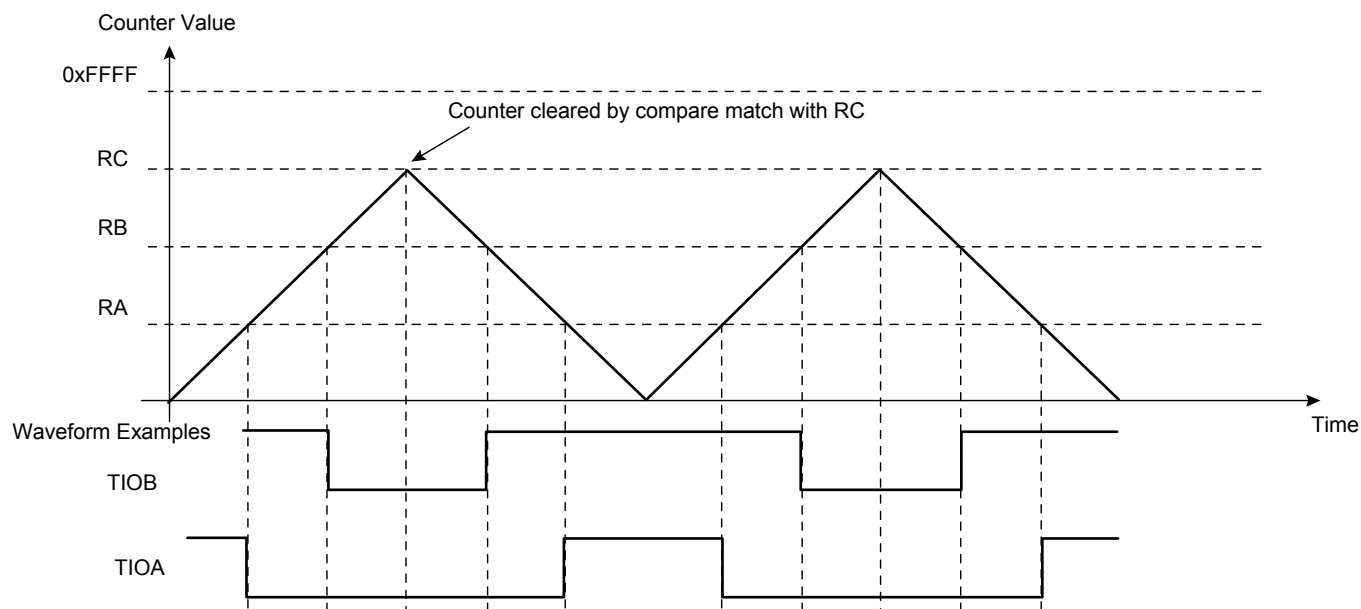 Counter Value
0xFFFF
Counter cleared by compare match with RC
RC
RB
RA
Time
Waveform Examples
TIOB
TIOA